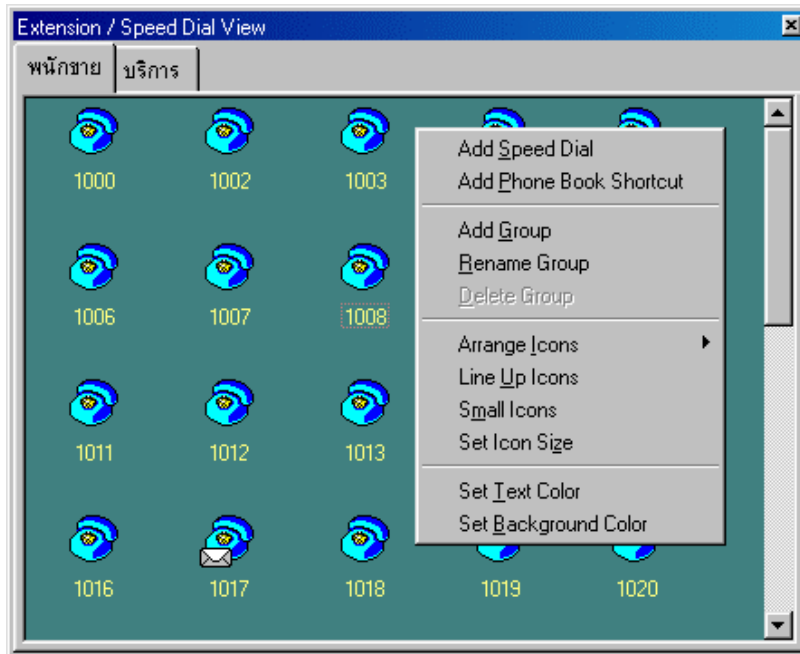 Extension / Speed Dial View
พนักขาย บริการ
1000 1002 1003
Add Speed Dial
Add Phone Book Shortcut
Add Group
Rename Group
Delete Group
1006 1007 1008
Arrange Icons
Line Up Icons
Small Icons
Set Icon Size
1011 1012 1013
Set Text Color
Set Background Color
1016 1017 1018 1019 1020